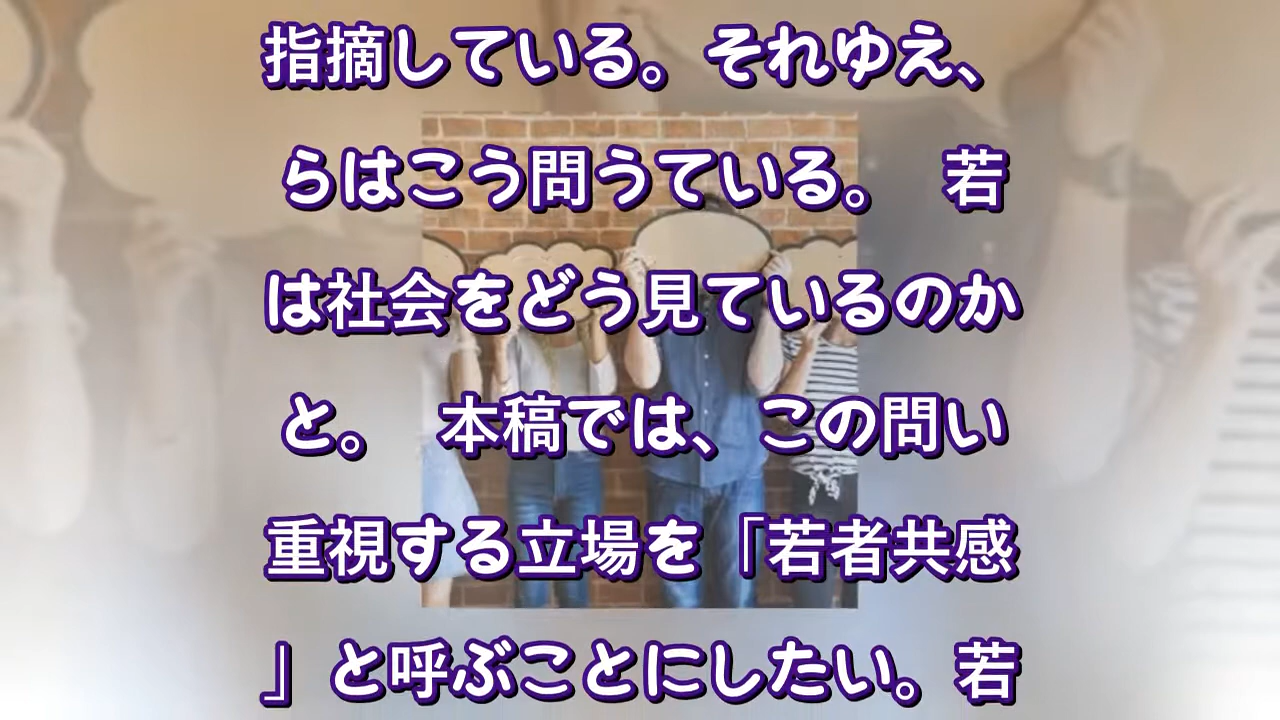 指摘している。それゆえ、
らはこう問うている。　若
は社会をどう見ているのか
と。　本稿では、この問い
重視する立場を「若者共感
」と呼ぶことにしたい。若